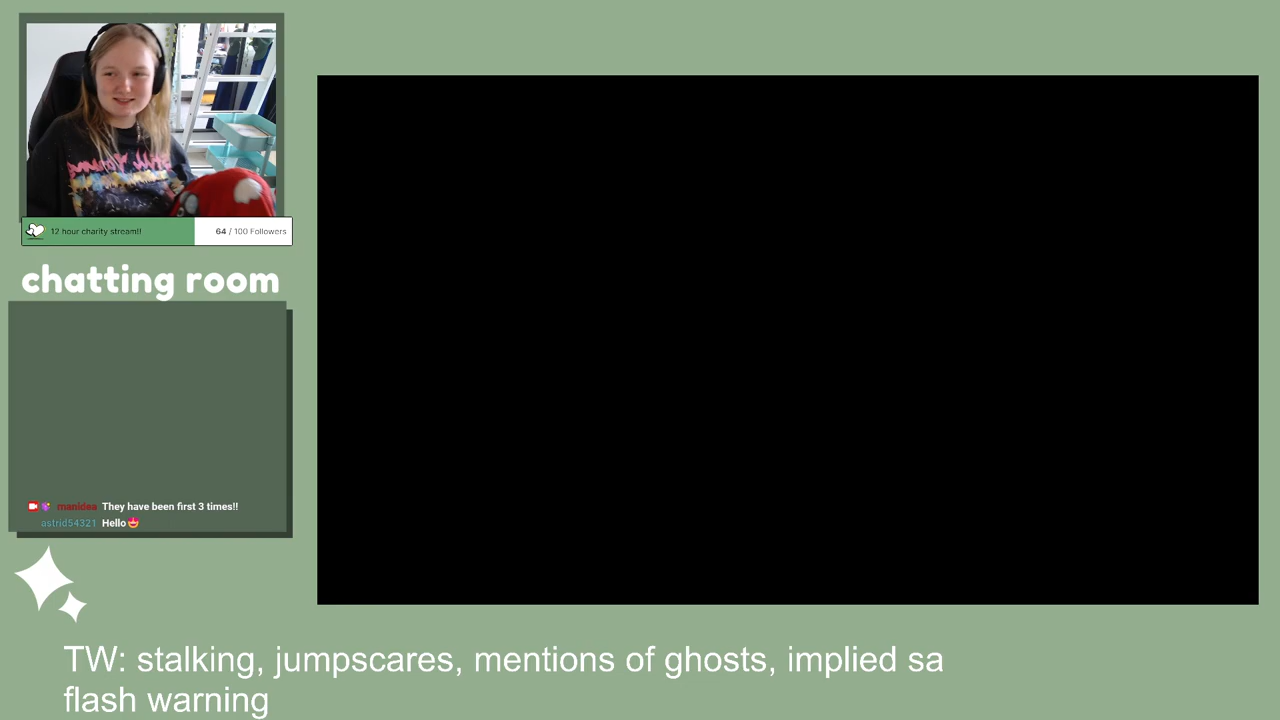 12 hour charity stream!!
64 / 100 Followers
chatting room
manidea They have been first 3 times!!
astrid54321 Hello
TW: stalking, jumpscares, mentions of ghosts, implied sa
flash warning